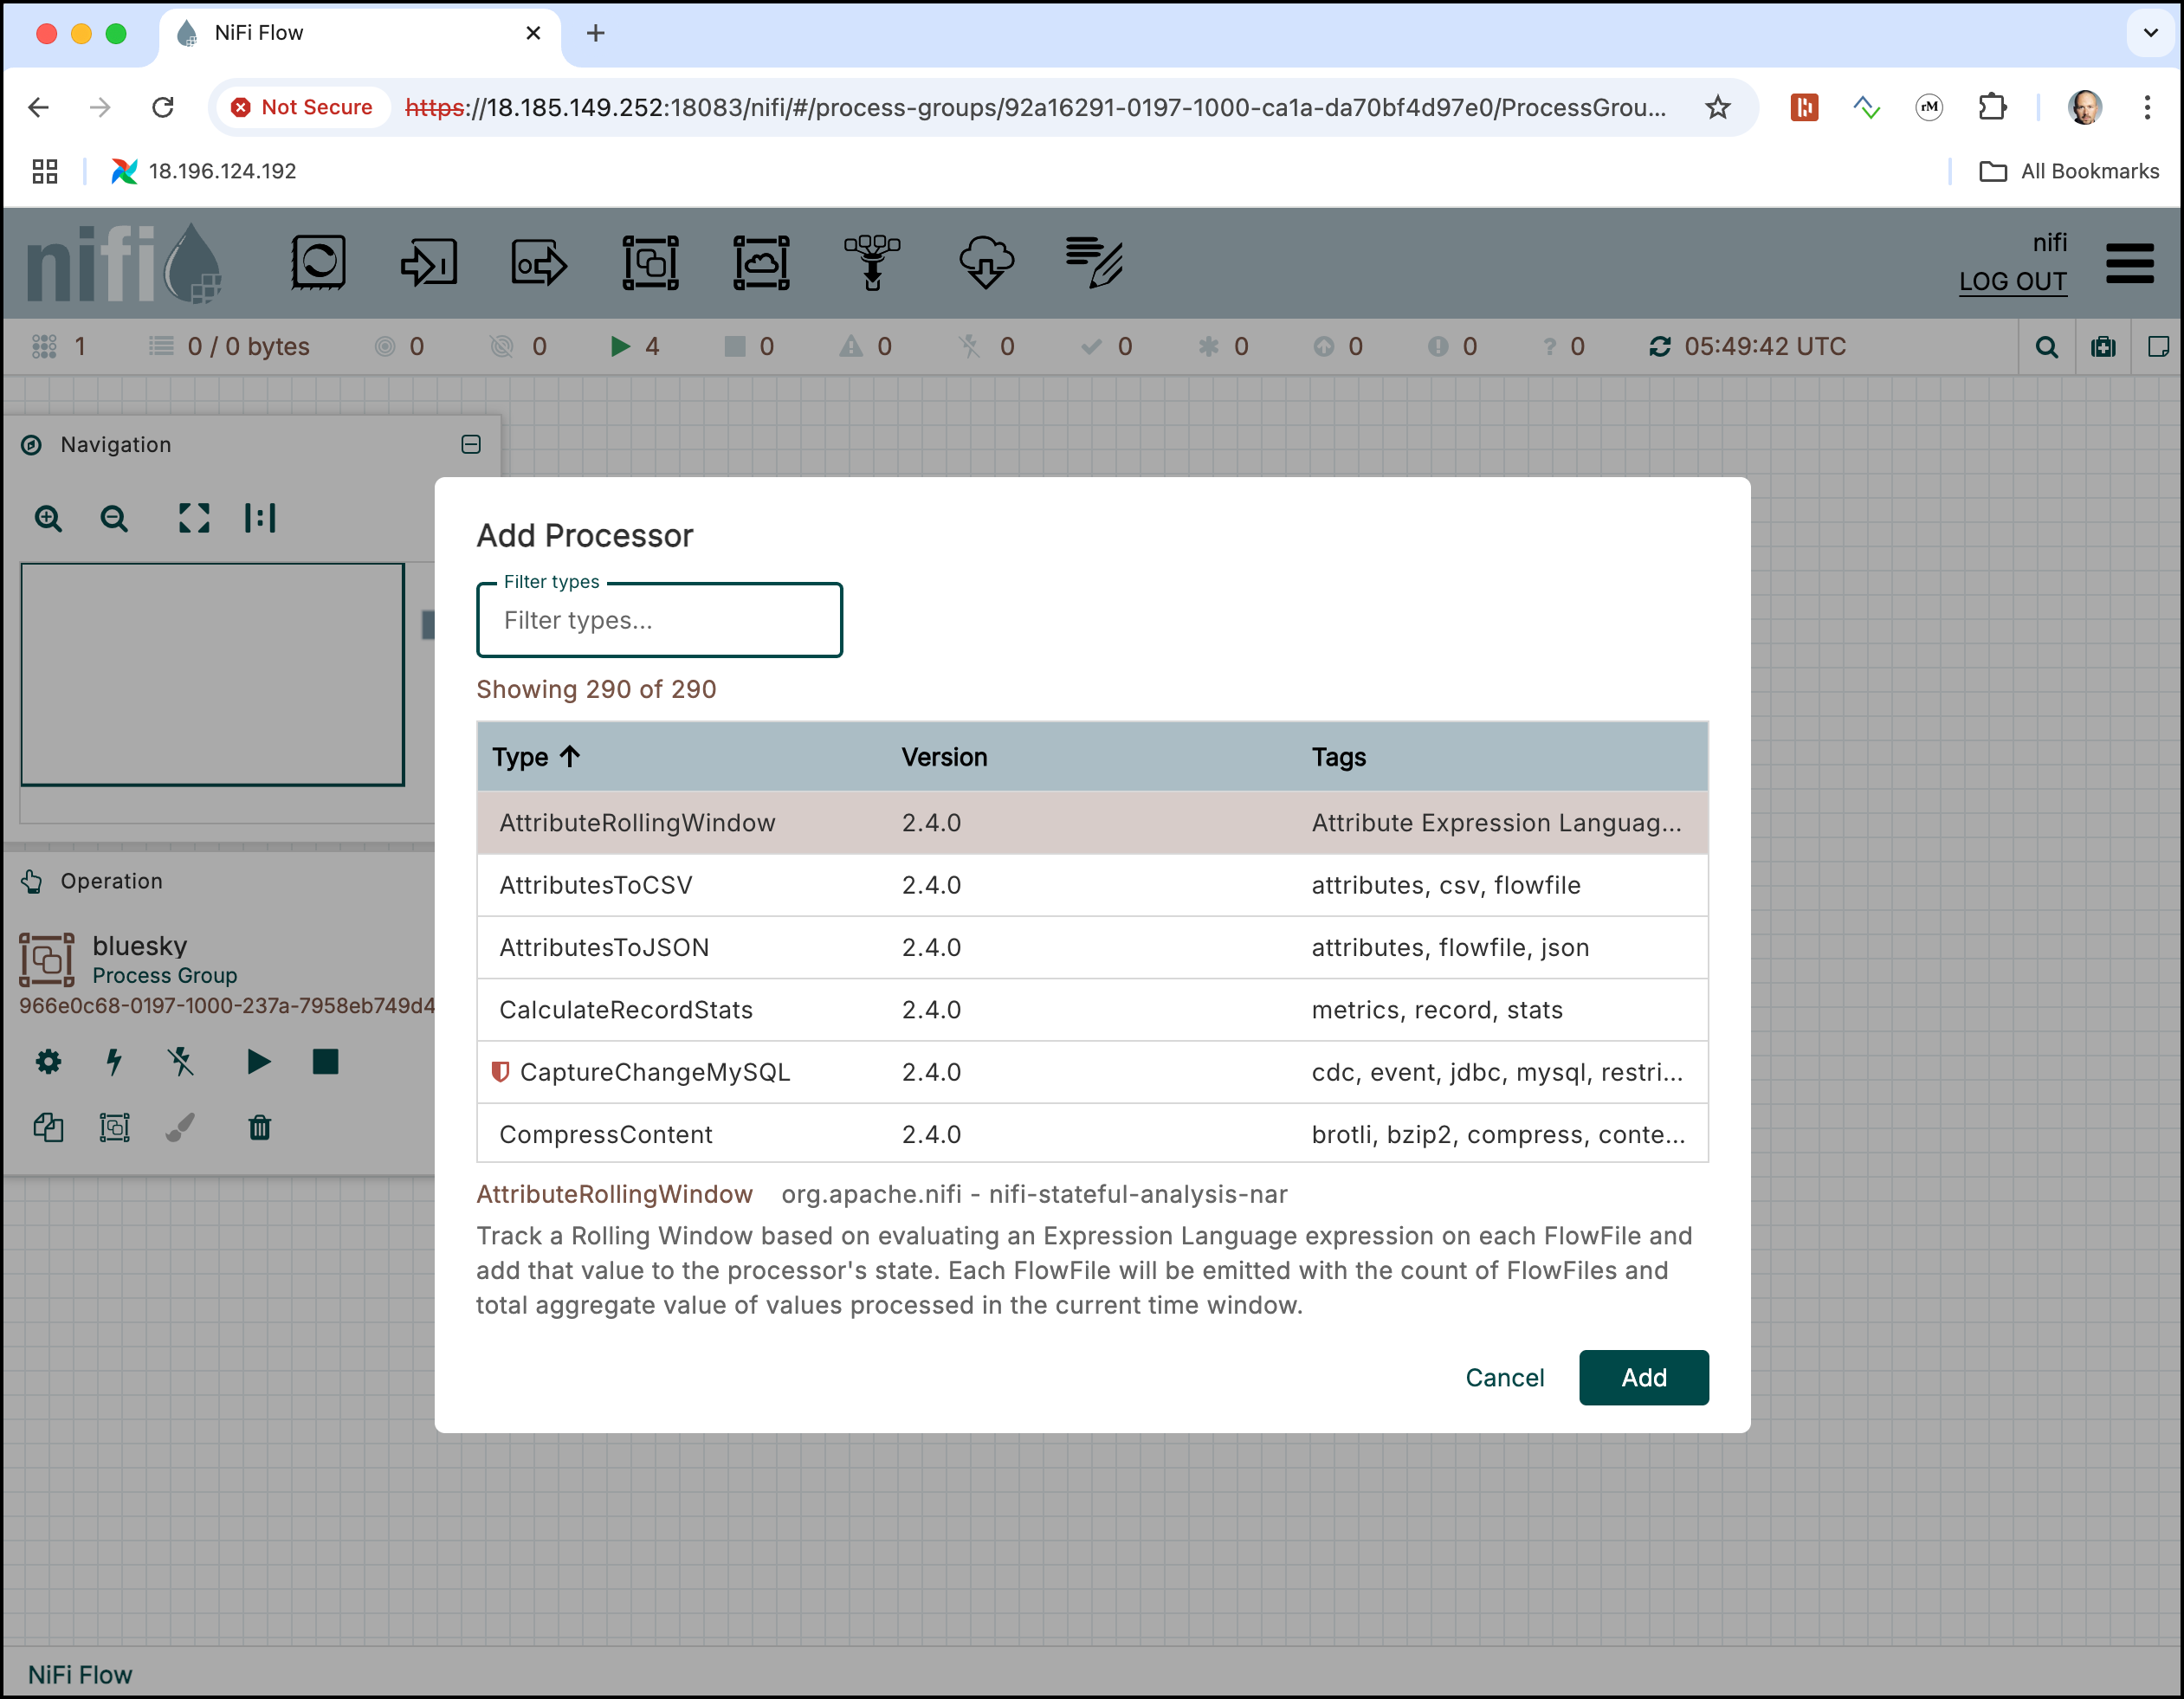 NiFi Flow
Not Secure https://18.185.149.252:18083/nifi/#/process-groups/92a16291-0197-1000-ca1a-da70bf4d97e0/ProcessGrou... rM
18.196.124.192 All Bookmarks
nifi
nifi
LOG OUT
1 0 / 0 bytes 0 0 4 0 0 0 0 0 0 0 ? 0 05:49:42 UTC
Navigation
Add Processor
Filter types
Filter types...
Showing 290 of 290
Type Version Tags
AttributeRollingWindow 2.4.0 Attribute Expression Languag...
AttributesToCSV 2.4.0 attributes, csv, flowfile
AttributesToJSON 2.4.0 attributes, flowfile, json
CalculateRecordStats 2.4.0 metrics, record, stats
CaptureChangeMySQL 2.4.0 cdc, event, jdbc, mysql, restri...
CompressContent 2.4.0 brotli, bzip2, compress, conte...
AttributeRollingWindow org.apache.nifi - nifi-stateful-analysis-nar
Track a Rolling Window based on evaluating an Expression Language expression on each FlowFile and
add that value to the processor's state. Each FlowFile will be emitted with the count of FlowFiles and
total aggregate value of values processed in the current time window.
Cancel Add
Operation
bluesky
Process Group
966e0c68-0197-1000-237a-7958eb749d4
NiFi Flow